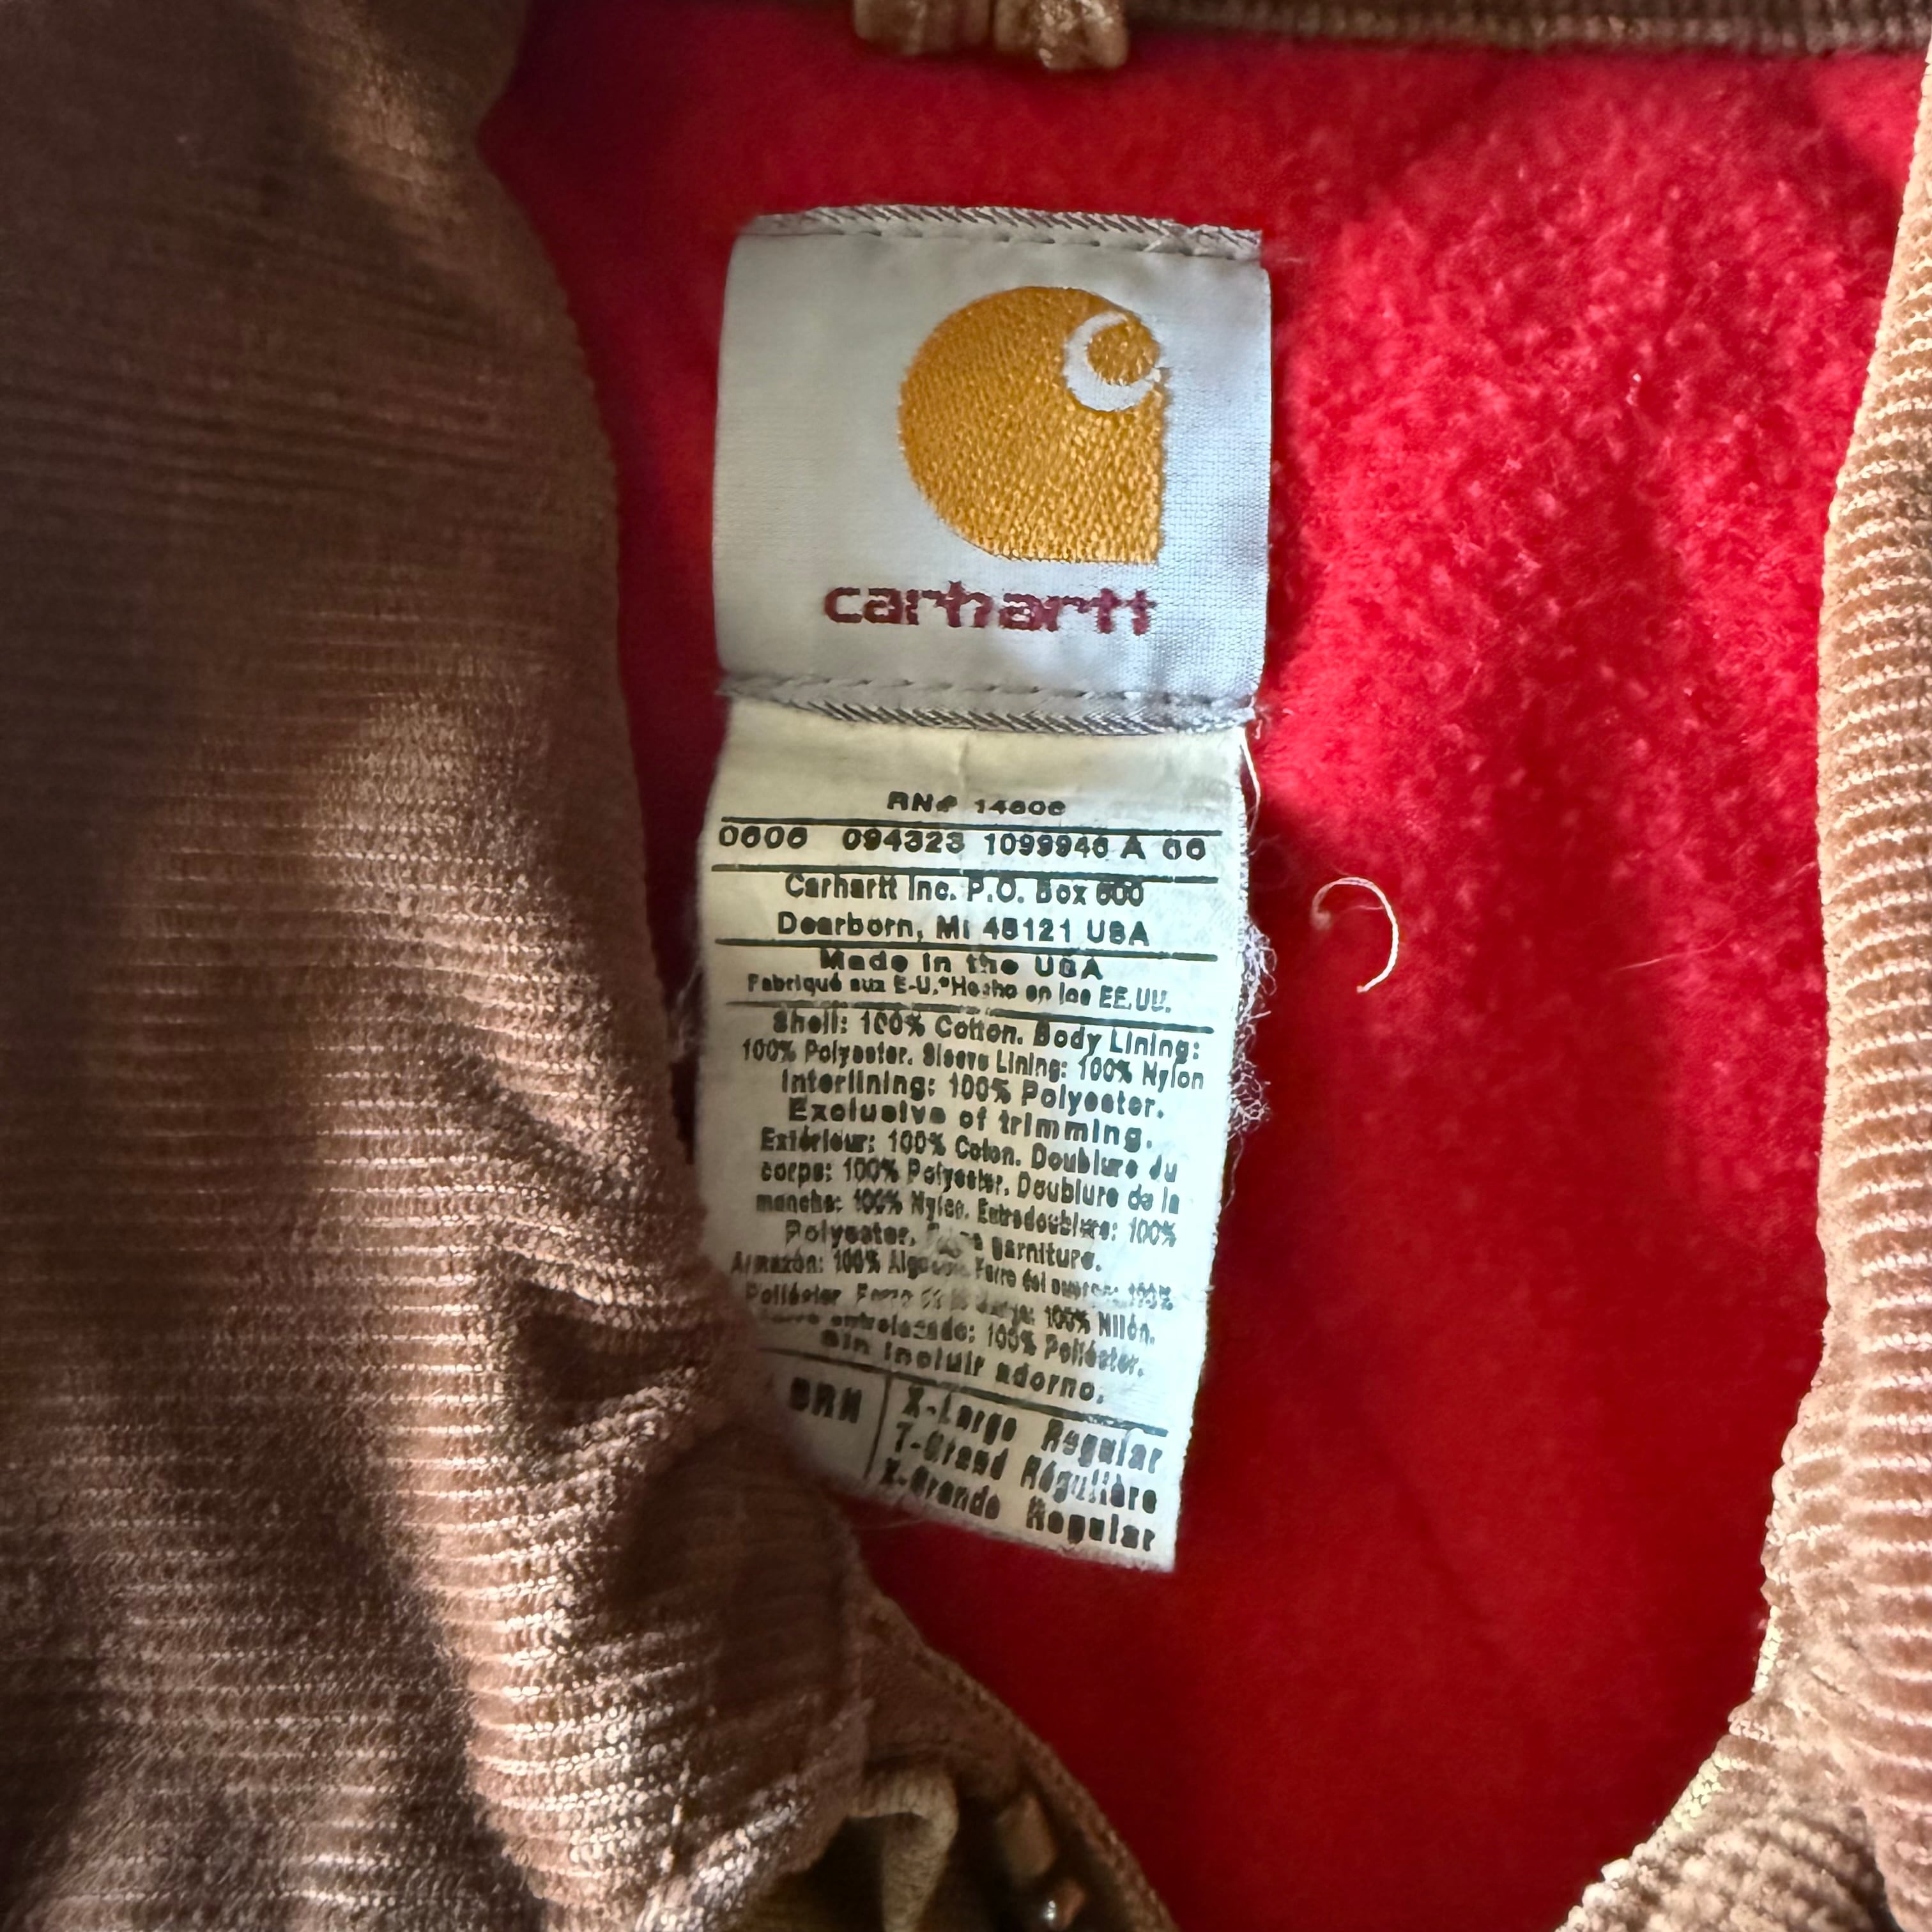 carhartt
RN# 14806
0606 094323 1099946 A 06
Carhartt Inc. P.O. Box 600
Dearborn, MI 48121 USA
Made in the USA
Fabriqué aux E-U.*Hecho en los EE.UU.
Shell: 100% Cotton. Body Lining:
100% Polyester. Sleeve Lining: 100% Nylon
Interlining: 100% Polyester.
Exclusive of trimming.
Extérieur: 100% Coton. Doublure du
corps: 100% Polyester. Doublure de la
manche: 100% Nylon. Entredoublure: 100%
Polyester. garniture.
Armazón: 100% Algodón. Forro del 100%
Poliéster. Forro 100% Nilón.
entrelazado: 100% Poliéster.
Sin incluir adorno.
BRN
X-Large Regular
T-Grand Régulière
X-Grande Regular